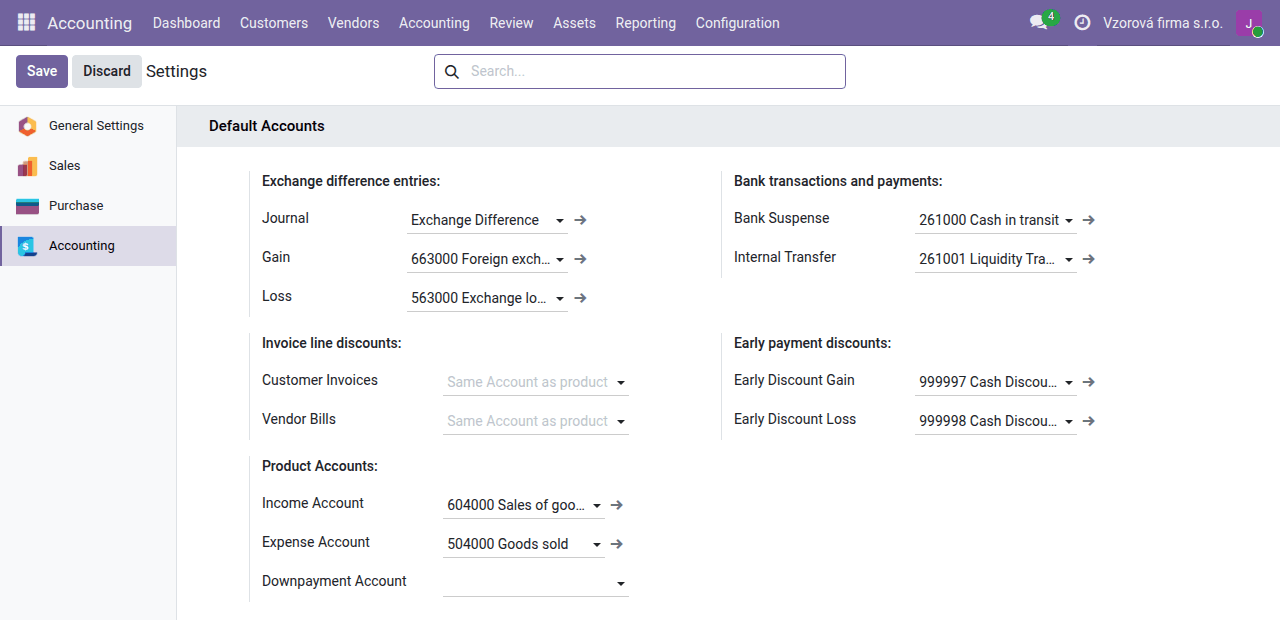 Accounting Dashboard Customers Vendors Accounting Review Assets Reporting Configuration 4 Vzorová firma s.r.o. J
Save Discard Settings Search...
General Settings
Sales
Purchase
Accounting
Default Accounts
Exchange difference entries:
Journal Exchange Difference
Gain 663000 Foreign exch...
Loss 563000 Exchange lo...
Bank transactions and payments:
Bank Suspense 261000 Cash in transit
Internal Transfer 261001 Liquidity Tra...
Invoice line discounts:
Customer Invoices Same Account as product
Vendor Bills Same Account as product
Early payment discounts:
Early Discount Gain 999997 Cash Discou...
Early Discount Loss 999998 Cash Discou...
Product Accounts:
Income Account 604000 Sales of goo...
Expense Account 504000 Goods sold
Downpayment Account